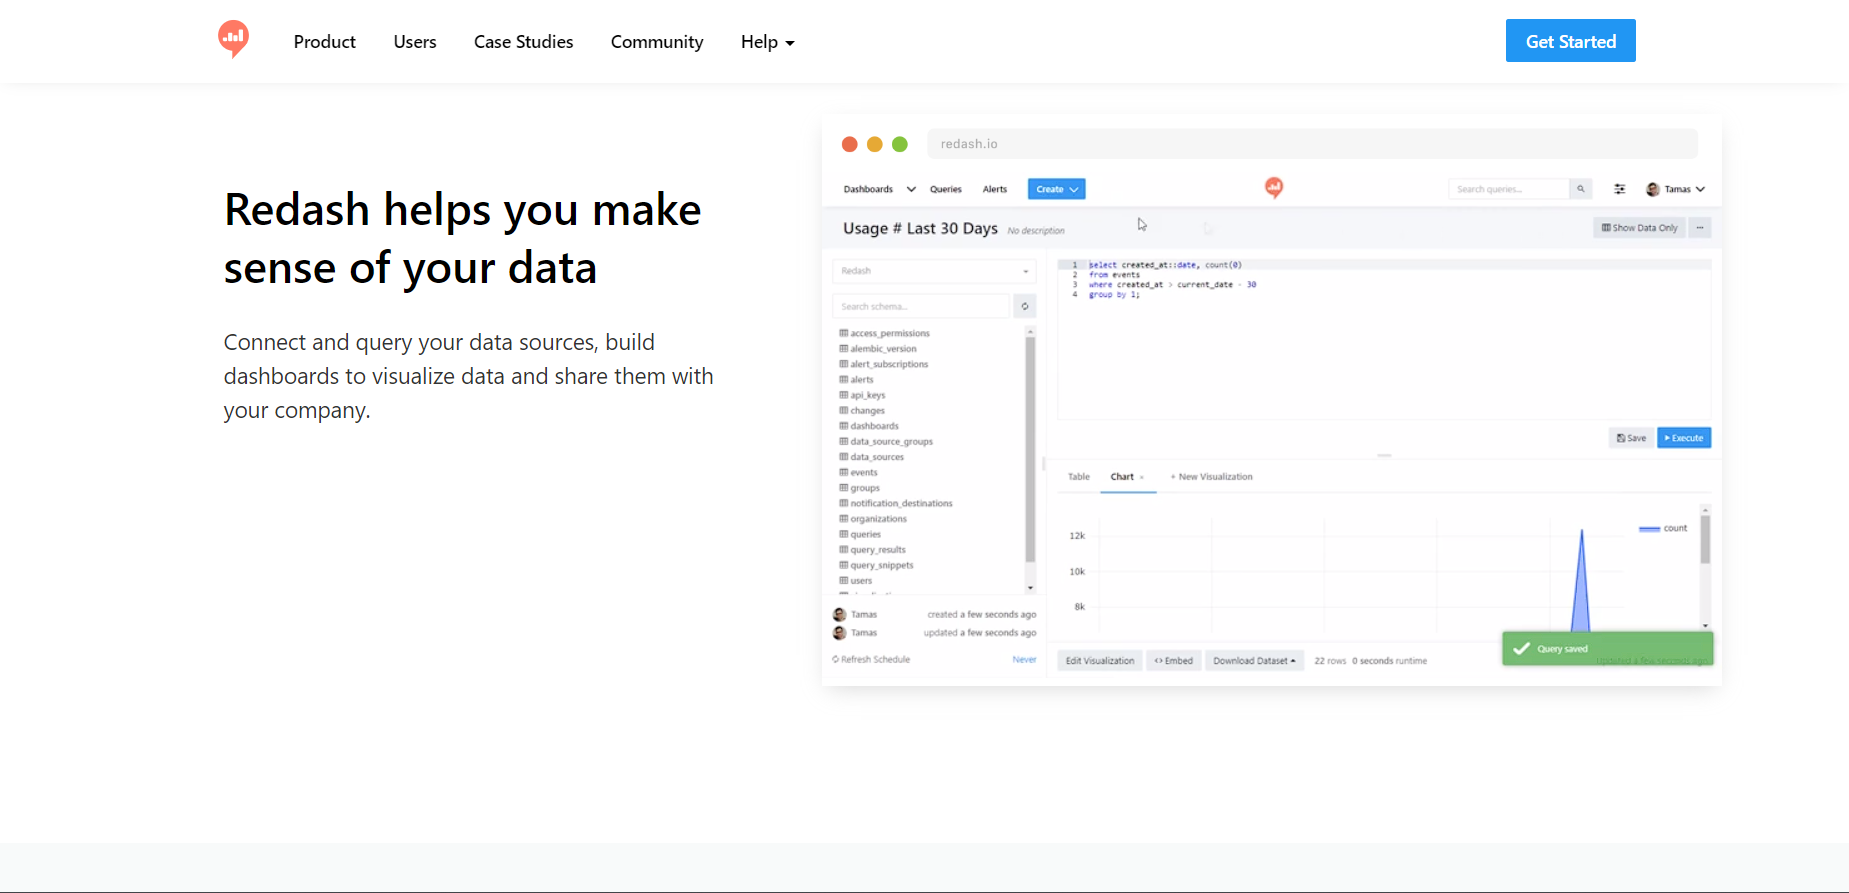 Product Users Case Studies Community Help Get Started
Redash helps you make
sense of your data
Connect and query your data sources, build
dashboards to visualize data and share them with
your company.
redash.io
Dashboards Queries Alerts Create Search queries... Tamas
Usage # Last 30 Days No description Show Data Only ...
Redash
Search schema...
access_permissions
alembic_version
alert_subscriptions
alerts
api_keys
changes
dashboards
data_source_groups
data_sources
events
groups
notification_destinations
organizations
queries
query_results
query_snippets
users
Tamas created a few seconds ago
Tamas updated a few seconds ago
Refresh Schedule Never
1 select created_at::date, count(0)
2 from events
3 where created_at > current_date - 30
4 group by 1;
Save Execute
Table Chart × + New Visualization
12k
10k
8k
count
Edit Visualization <> Embed Download Dataset 22 rows 0 seconds runtime
Query saved